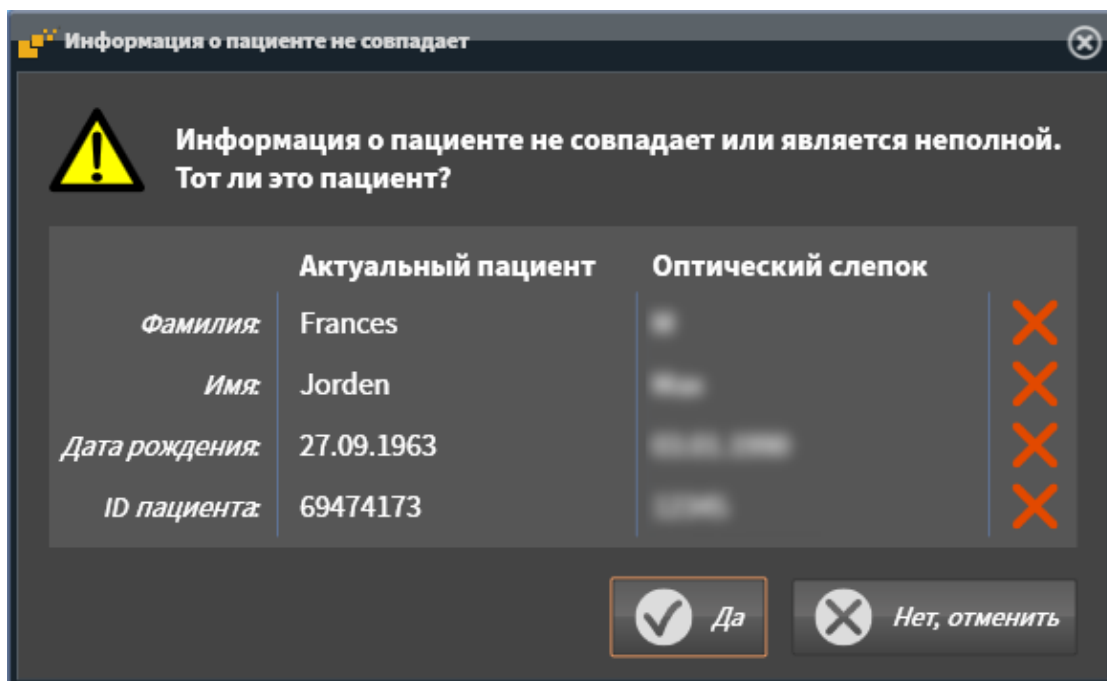 Информация о пациенте не совпадает
Информация о пациенте не совпадает или является неполной.
Тот ли это пациент?
Актуальный пациент Оптический слепок
Фамилия: Frances
Имя: Jorden
Дата рождения: 27.09.1963
ID пациента: 69474173
Да Нет, отменить